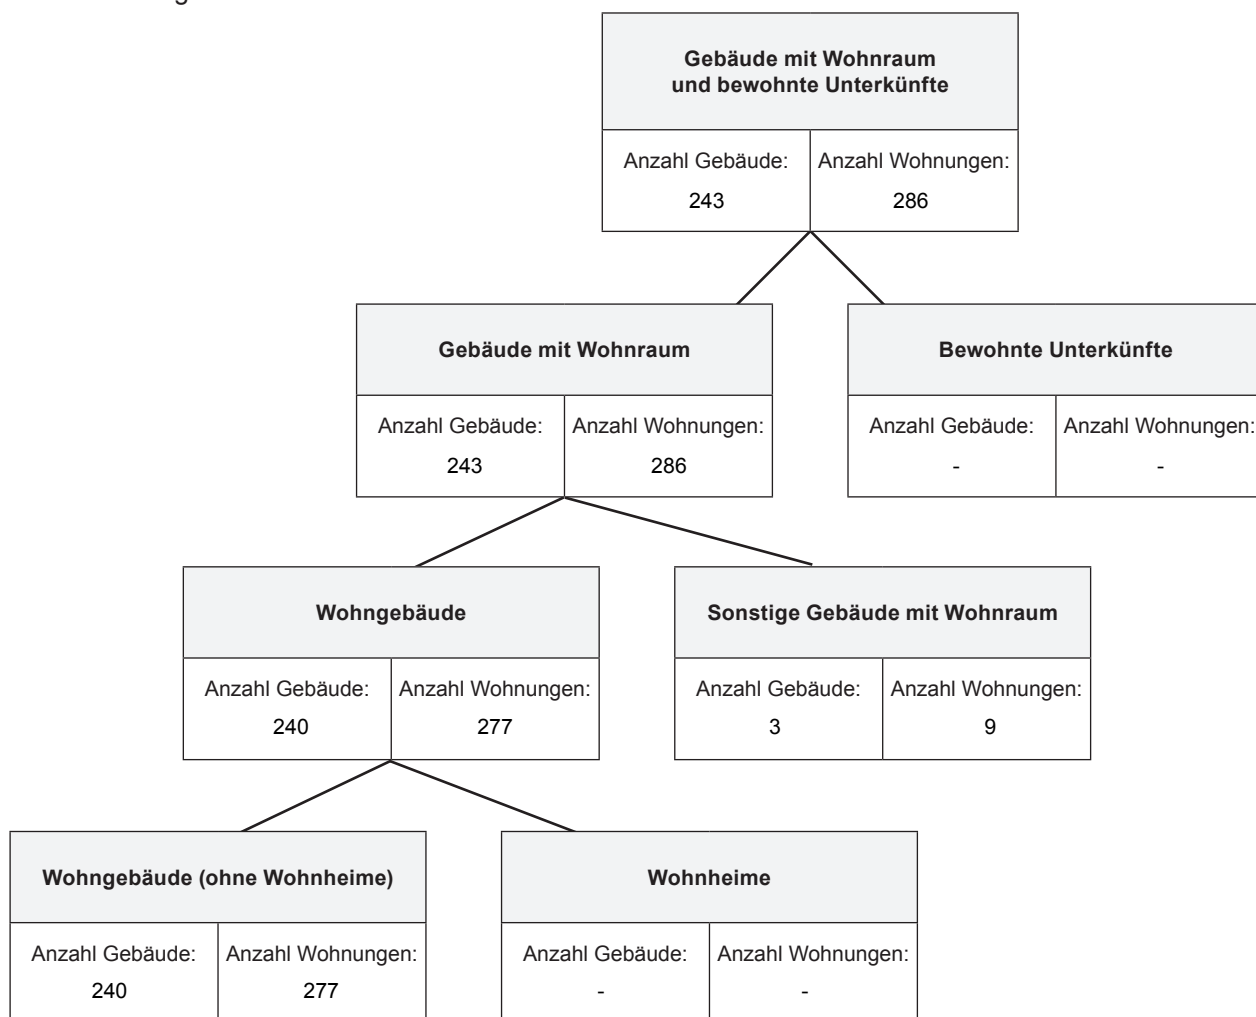 Gebäude mit Wohnraum
und bewohnte Unterkünfte
Anzahl Gebäude: Anzahl Wohnungen:
243 286
Gebäude mit Wohnraum
Bewohnte Unterkünfte
Anzahl Gebäude: Anzahl Wohnungen:
243 286
Anzahl Gebäude: Anzahl Wohnungen:
- -
Wohngebäude
Sonstige Gebäude mit Wohnraum
Anzahl Gebäude: Anzahl Wohnungen:
240 277
Anzahl Gebäude: Anzahl Wohnungen:
3 9
Wohngebäude (ohne Wohnheime)
Wohnheime
Anzahl Gebäude: Anzahl Wohnungen:
240 277
Anzahl Gebäude: Anzahl Wohnungen:
- -